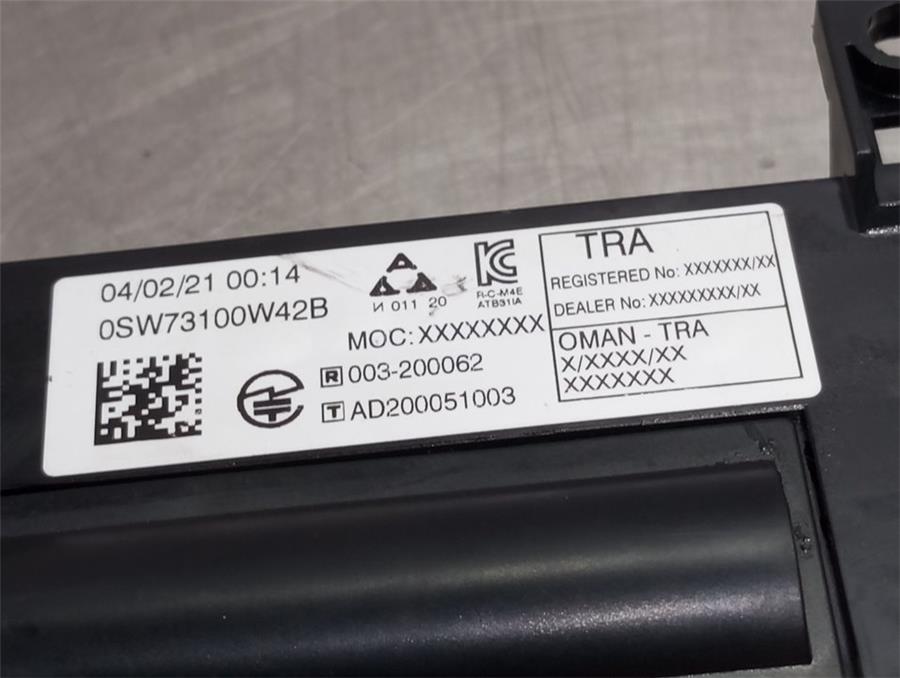 04/02/21 00:14
0SW73100W42B
И 011 20
R-C-M4E
ATB31IA
MOC: XXXXXXXX
R 003-200062
T AD200051003
TRA
REGISTERED No: XXXXXXX/XX
DEALER No: XXXXXXXXX/XX
OMAN - TRA
X/XXXX/XX
XXXXXXX